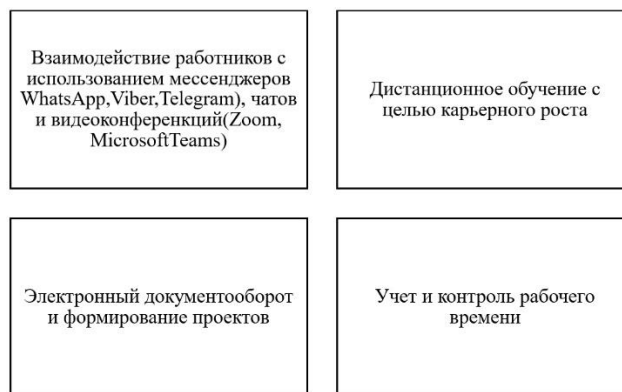 Взаимодействие работников с
использованием мессенджеров
WhatsApp,Viber,Telegram), чатов
и видеоконференкций(Zoom,
MicrosoftTeams)
Дистанционное обучение с
целью карьерного роста
Электронный документооборот
и формирование проектов
Учет и контроль рабочего
времени